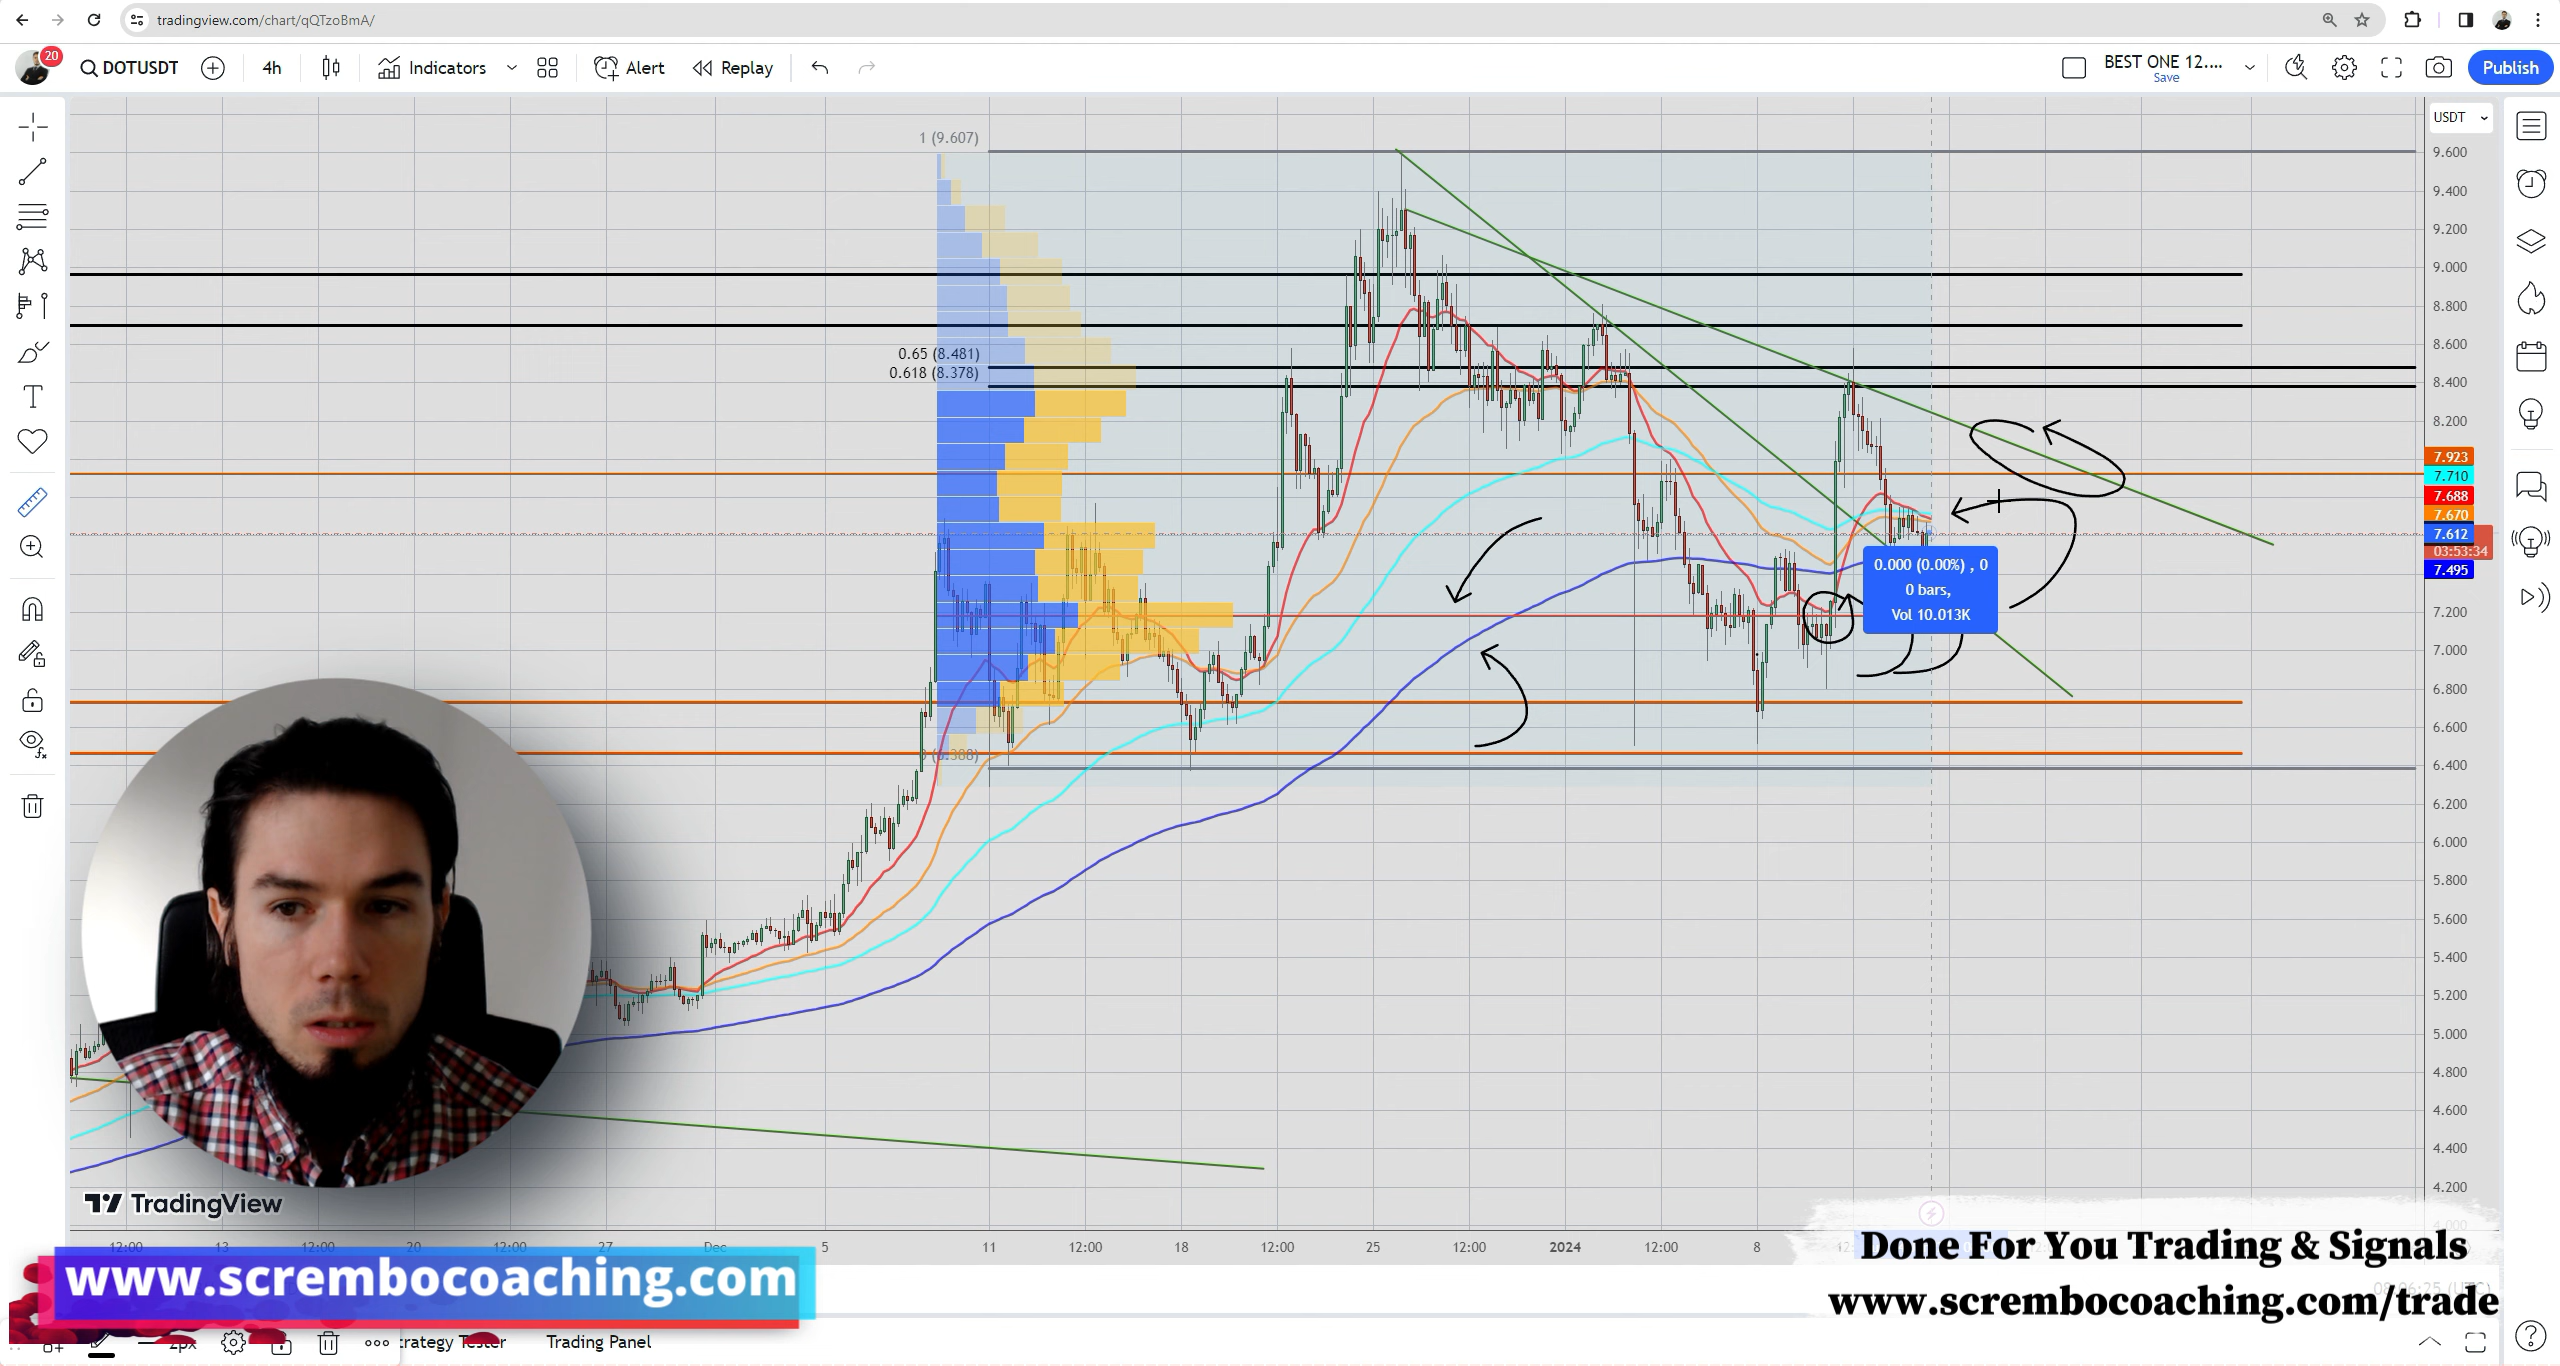 tradingview.com/chart/qQTzoBmA/
20
DOTUSDT
4h
Indicators
Alert
Replay
BEST ONE 12....
Save
Publish
USDT
1 (9.607)
0.65 (8.481)
0.618 (8.378)
9.600
9.400
9.200
9.000
8.800
8.600
8.400
8.200
7.923
7.710
7.688
7.670
7.612
03:53:34
7.495
7.200
7.000
6.800
6.600
6.400
6.200
6.000
5.800
5.600
5.400
5.200
5.000
4.800
4.600
4.400
4.200
0.000 (0.00%) , 0
0 bars,
Vol 10.013K
TradingView
12:00 13 12:00 20 12:00 27 Dec 5 11 12:00 18 12:00 25 12:00 2024 12:00 8
www.scrembocoaching.com
Done For You Trading & Signals
www.scrembocoaching.com/trade
2px
Trading Panel